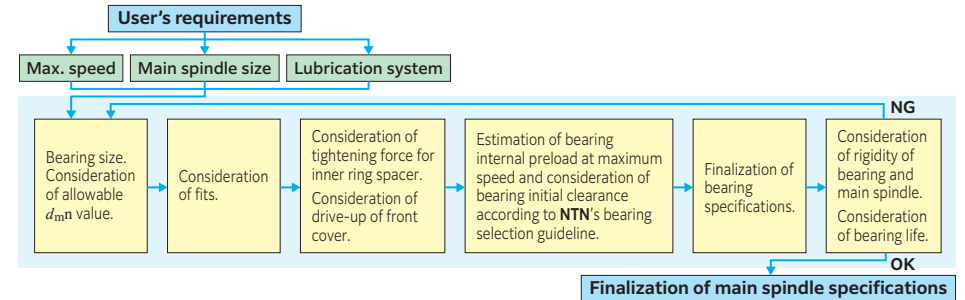 User's requirements
Max. speed
Main spindle size
Lubrication system
NG
Bearing size.
Consideration
of allowable
dmn value.
Consideration
of fits.
Consideration of
tightening force for
inner ring spacer.
Consideration of
drive-up of front
cover.
Estimation of bearing
internal preload at maximum
speed and consideration of
bearing initial clearance
according to NTN's bearing
selection guideline.
Finalization of
bearing
specifications.
Consideration
of rigidity of
bearing and
main spindle.
Consideration
of bearing life.
OK
Finalization of main spindle specifications